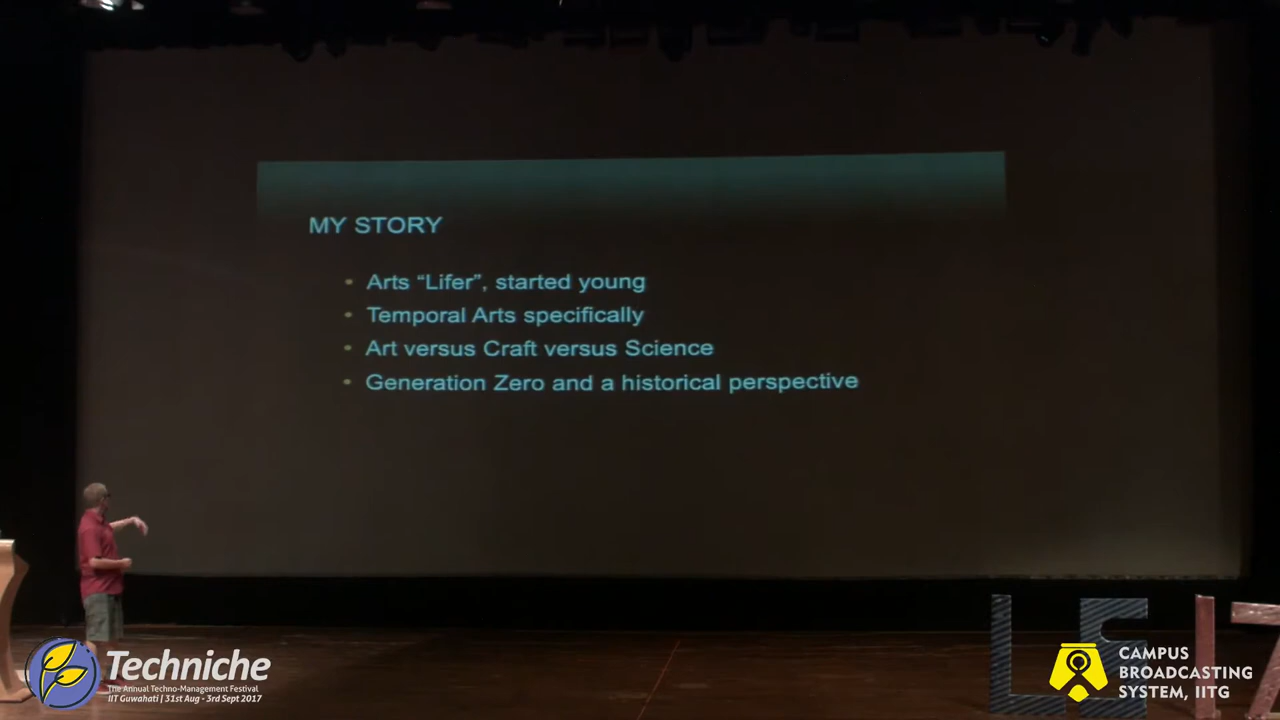 MY STORY
• Arts “Lifer”, started young
• Temporal Arts specifically
• Art versus Craft versus Science
• Generation Zero and a historical perspective
Techniche
The Annual Techno-Management Festival
IIT Guwahati | 31st Aug - 3rd Sept 2017
CAMPUS
BROADCASTING
SYSTEM, IITG